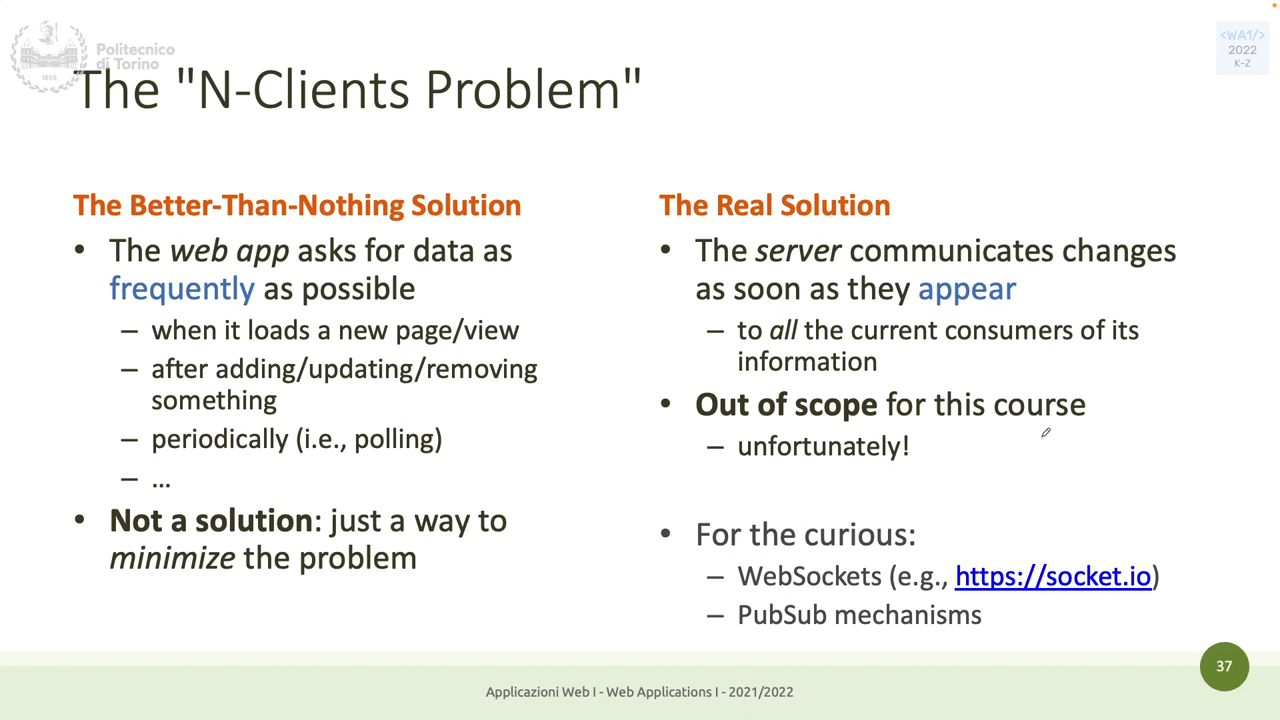 Politecnico
di Torino
1859
<WA1/>
2022
K-Z
The "N-Clients Problem"
The Better-Than-Nothing Solution
• The web app asks for data as
frequently as possible
– when it loads a new page/view
– after adding/updating/removing
something
– periodically (i.e., polling)
– …
• Not a solution: just a way to
minimize the problem
The Real Solution
• The server communicates changes
as soon as they appear
– to all the current consumers of its
information
• Out of scope for this course
– unfortunately!
• For the curious:
– WebSockets (e.g., https://socket.io)
– PubSub mechanisms
37
Applicazioni Web I - Web Applications I - 2021/2022